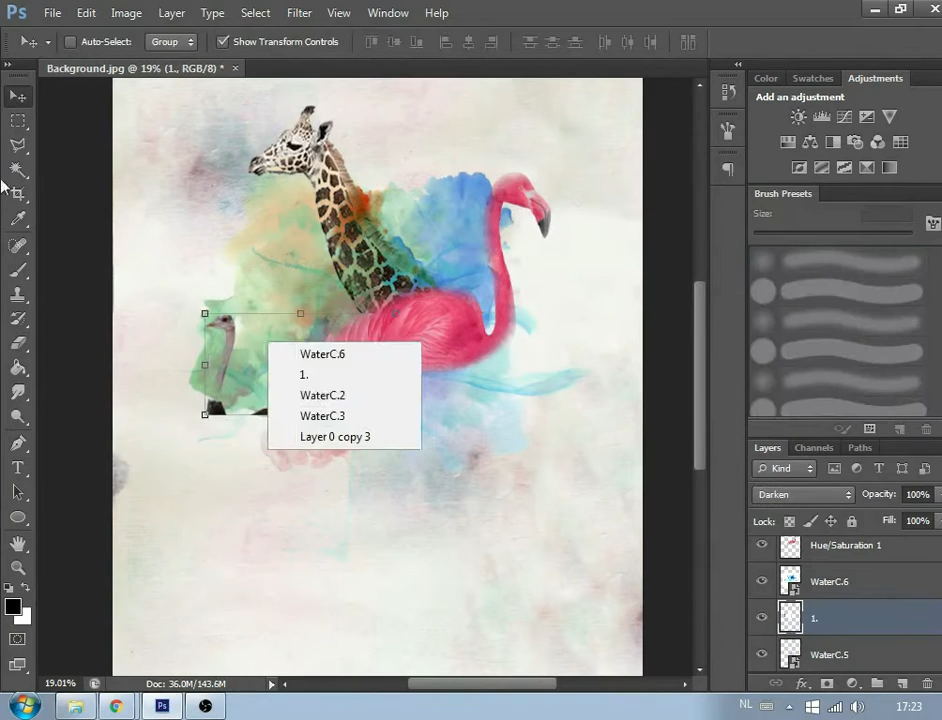 Ps File Edit Image Layer Type Select Filter View Window Help
Auto-Select: Group Show Transform Controls
Background.jpg @ 19% (1., RGB/8) * ×
Color Swatches Adjustments
Add an adjustment
Brush Presets
Size:
WaterC.6
1.
WaterC.2
WaterC.3
Layer 0 copy 3
Layers Channels Paths
Kind
Darken Opacity: 100%
Lock: Fill: 100%
Hue/Saturation 1
WaterC.6
1.
WaterC.5
19.01% Doc: 36.0M/143.6M
fx
Ps NL 17:23